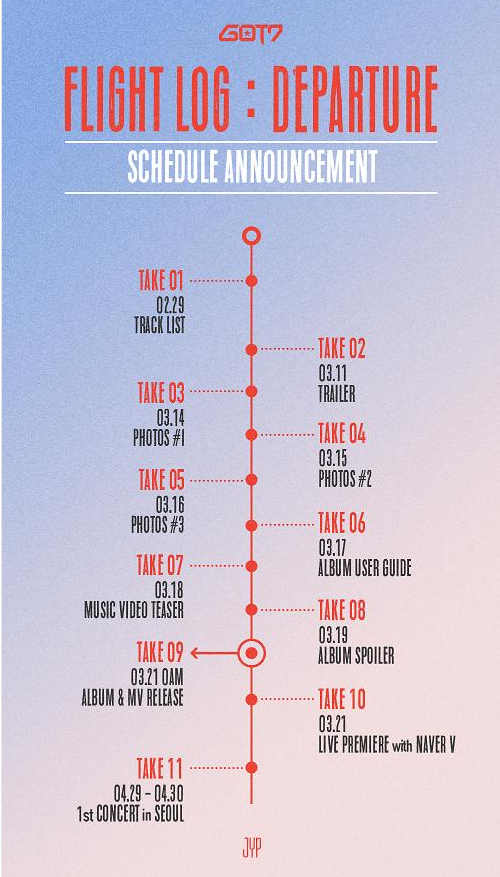 GOT7
FLIGHT LOG : DEPARTURE
SCHEDULE ANNOUNCEMENT
TAKE 01
02.29
TRACK LIST
TAKE 02
03.11
TRAILER
TAKE 03
03.14
PHOTOS #1
TAKE 04
03.15
PHOTOS #2
TAKE 05
03.16
PHOTOS #3
TAKE 06
03.17
ALBUM USER GUIDE
TAKE 07
03.18
MUSIC VIDEO TEASER
TAKE 08
03.19
ALBUM SPOILER
TAKE 09
03.21 0AM
ALBUM & MV RELEASE
TAKE 10
03.21
LIVE PREMIERE with NAVER V
TAKE 11
04.29 - 04.30
1st CONCERT in SEOUL
JYP